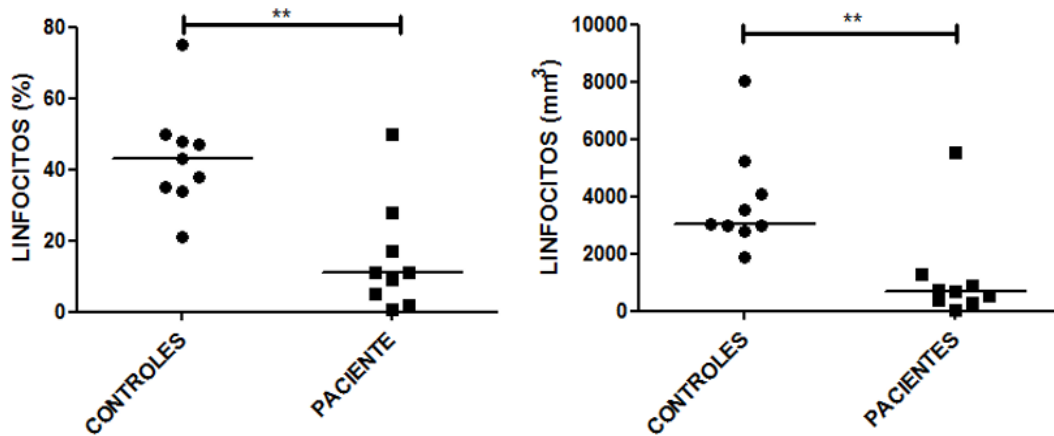 **
80
60
40
20
0
LINFOCITOS (%)
CONTROLES
PACIENTE
**
10000
8000
6000
4000
2000
0
LINFOCITOS (mm³)
CONTROLES
PACIENTES